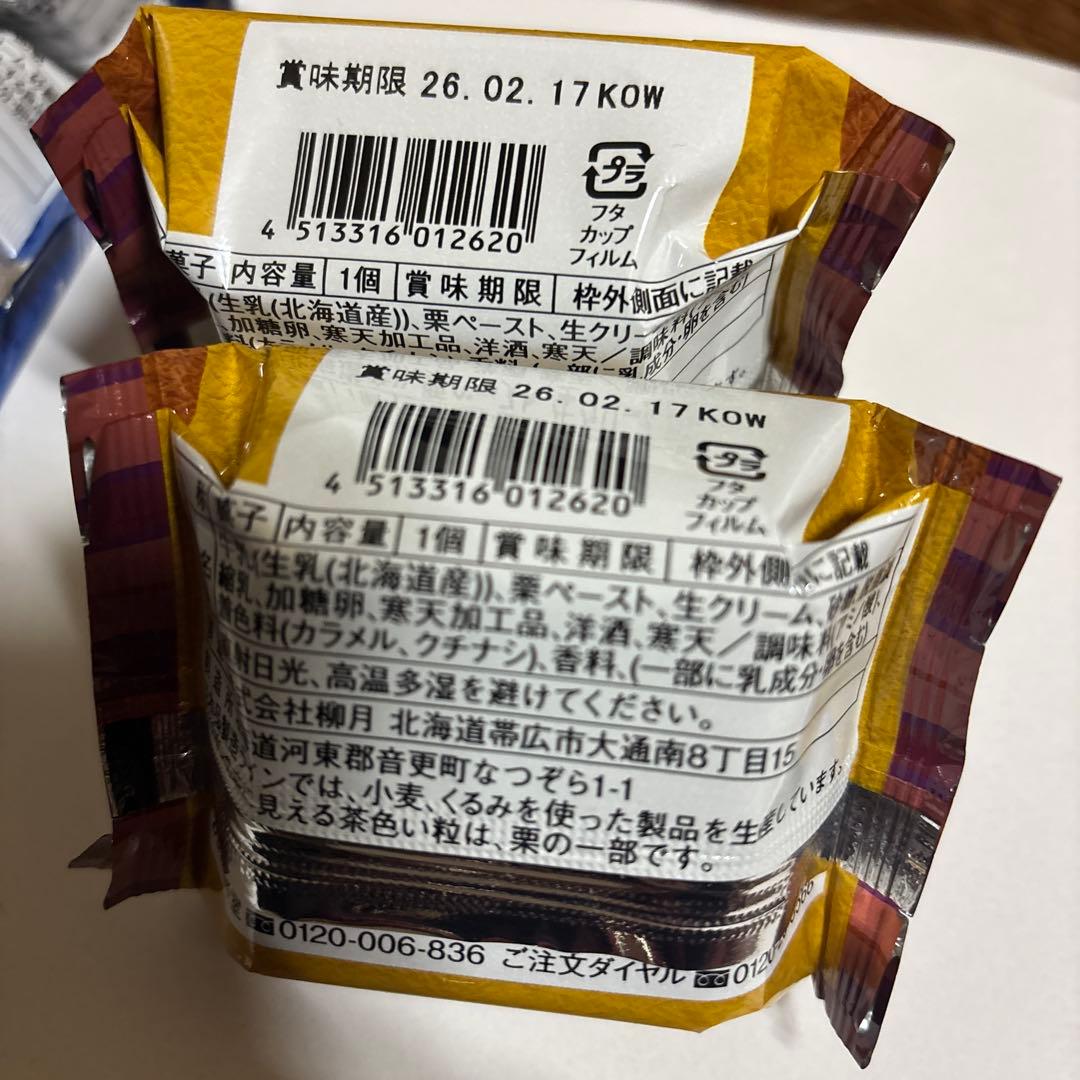 賞味期限 26.02.17KOW
プラ
フタ
カップ
フィルム
4 513316 012620
菓子 内容量 1個 賞味期限 枠外側面に記載
(生乳(北海道産))、栗ペースト、生クリー
加糖卵、寒天加工品、洋酒、寒天/調味料
賞味期限 26.02.17KOW
プラ
フタ
カップ
フィルム
4 513316 012620
菓子 内容量 1個 賞味期限 枠外側 に記載
(生乳(北海道産))、栗ペースト、生クリーム、
練乳、加糖卵、寒天加工品、洋酒、寒天/調味料(アミノ酸)、
着色料(カラメル、クチナシ)、香料、(一部に乳成分・卵を含む)
射日光、高温多湿を避けてください。
式会社柳月 北海道帯広市大通南8丁目15
道河東郡音更町なつぞら1-1
インでは、小麦、くるみを使った製品を生産しています。
見える茶色い粒は、栗の一部です。
0120-006-836 ご注文ダイヤル 0120-